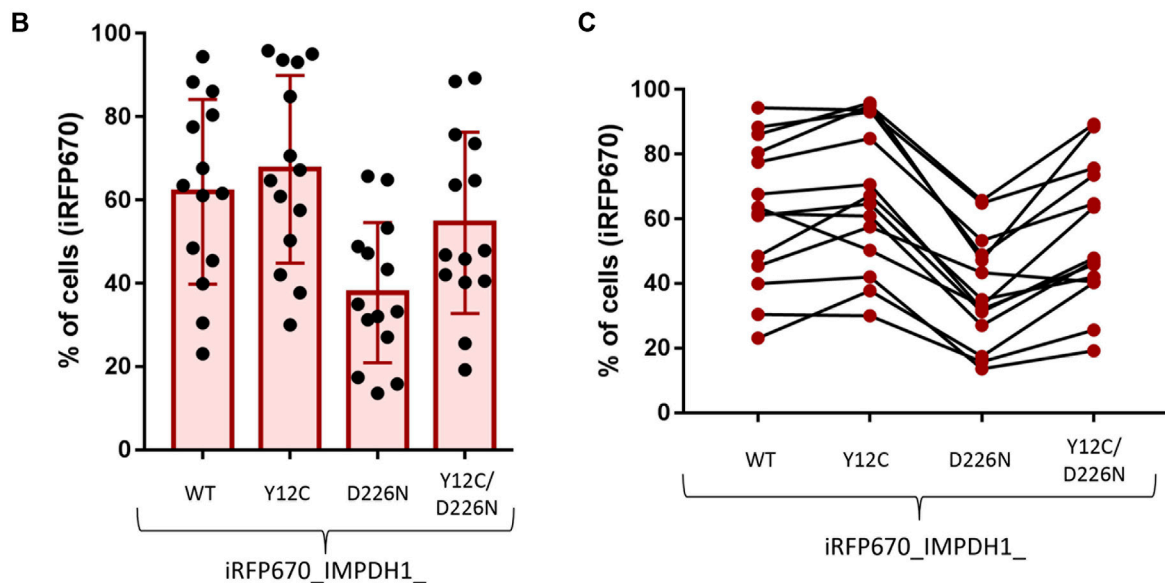 B
% of cells (iRFP670)
100
80
60
40
20
0
WT
Y12C
D226N
Y12C/
D226N
iRFP670_IMPDH1_
C
% of cells (iRFP670)
100
80
60
40
20
0
WT
Y12C
D226N
Y12C/
D226N
iRFP670_IMPDH1_